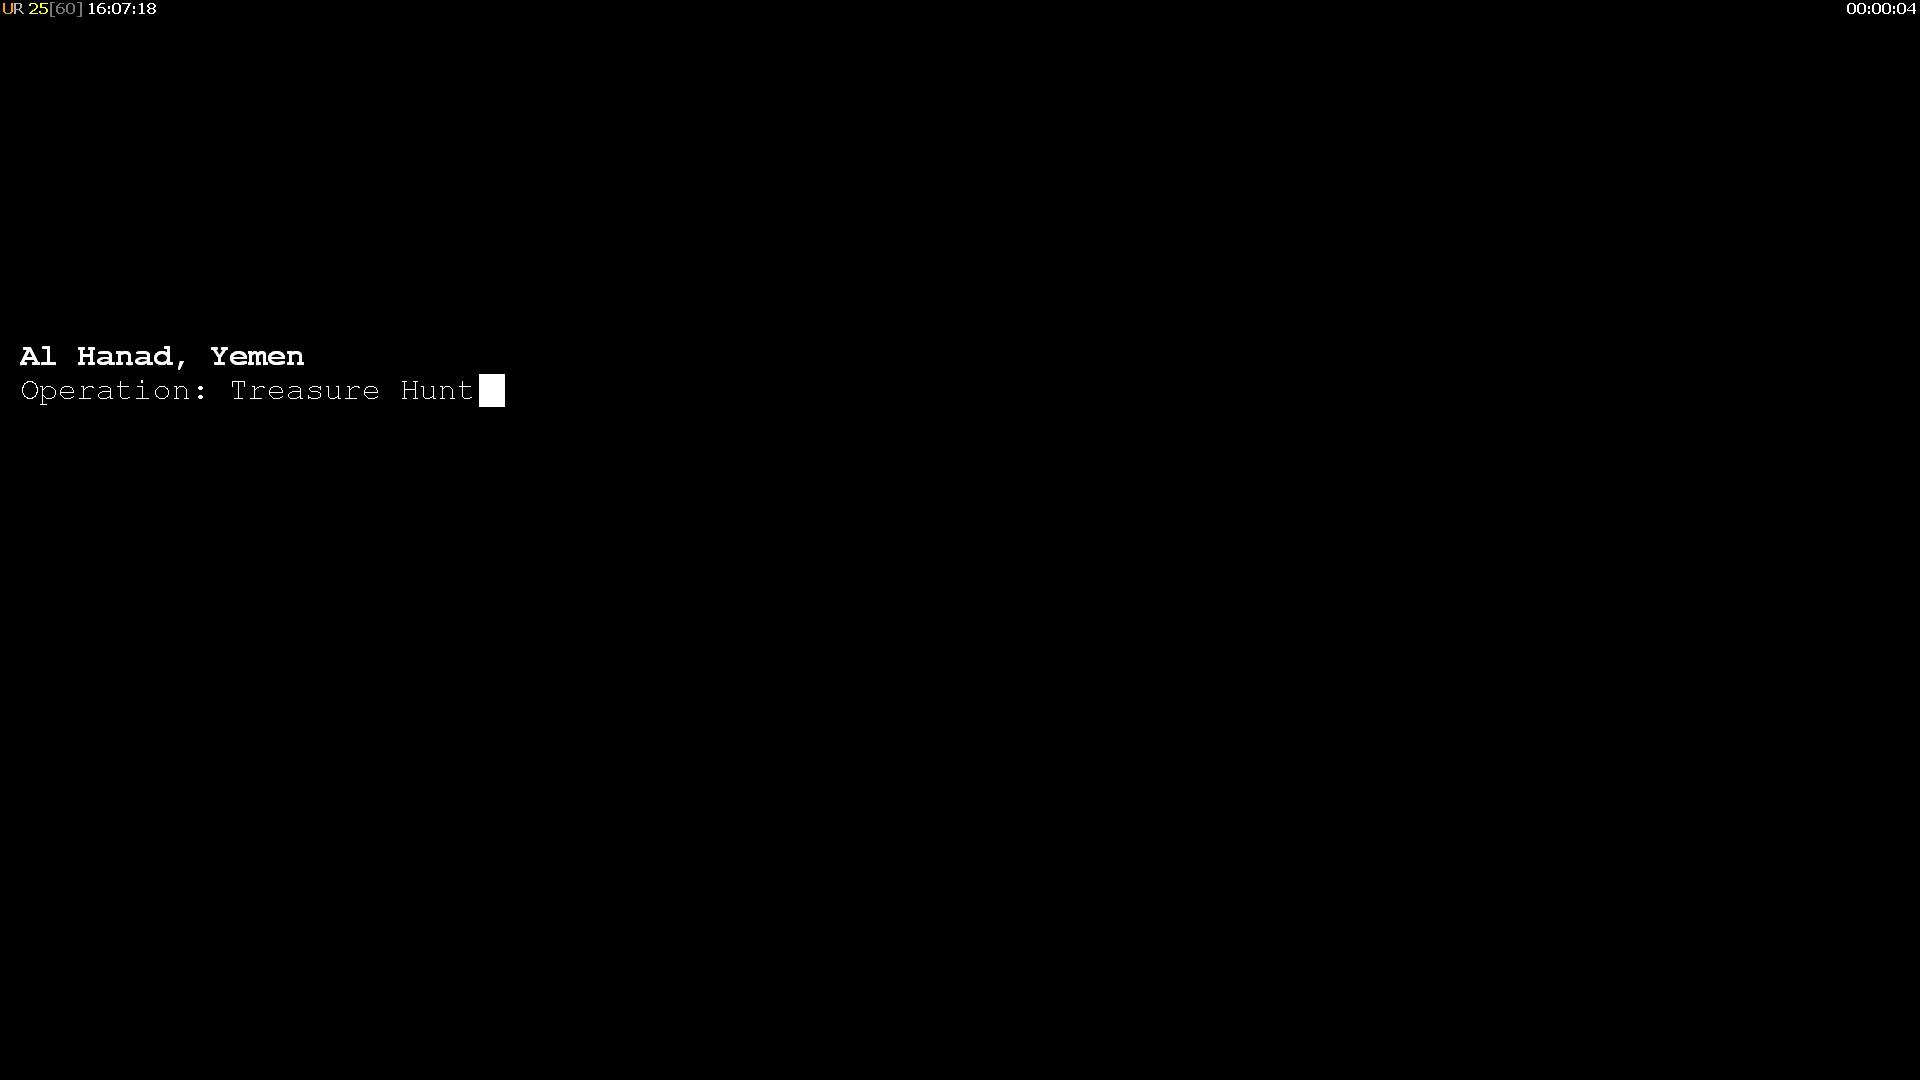 UR 25[60] 16:07:18
00:00:04
Al Hanad, Yemen
Operation: Treasure Hunt